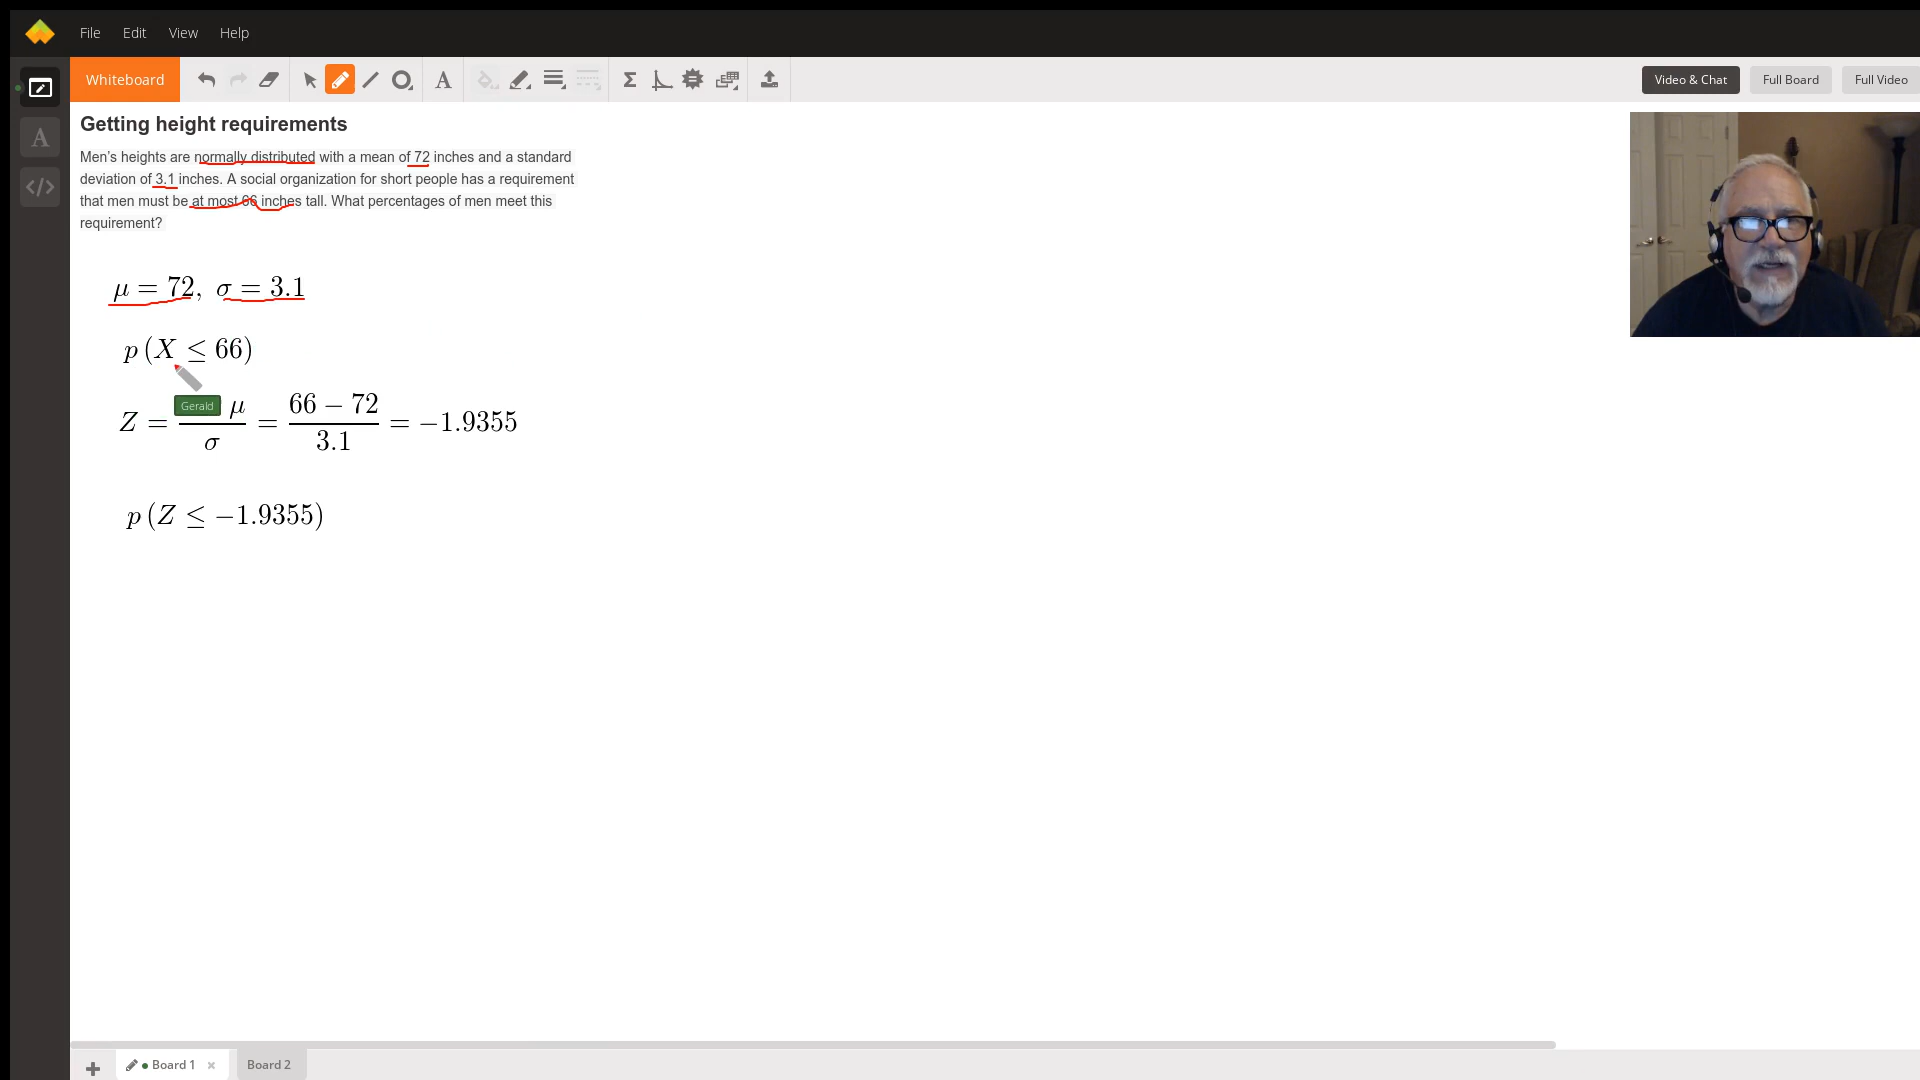 File Edit View Help
Whiteboard
Video & Chat Full Board Full Video
Getting height requirements
Men's heights are normally distributed with a mean of 72 inches and a standard
deviation of 3.1 inches. A social organization for short people has a requirement
that men must be at most 66 inches tall. What percentages of men meet this
requirement?
μ = 72, σ = 3.1
p (X ≤ 66)
Gerald
Z = μ / σ = (66 − 72) / 3.1 = −1.9355
p (Z ≤ −1.9355)
Board 1 Board 2